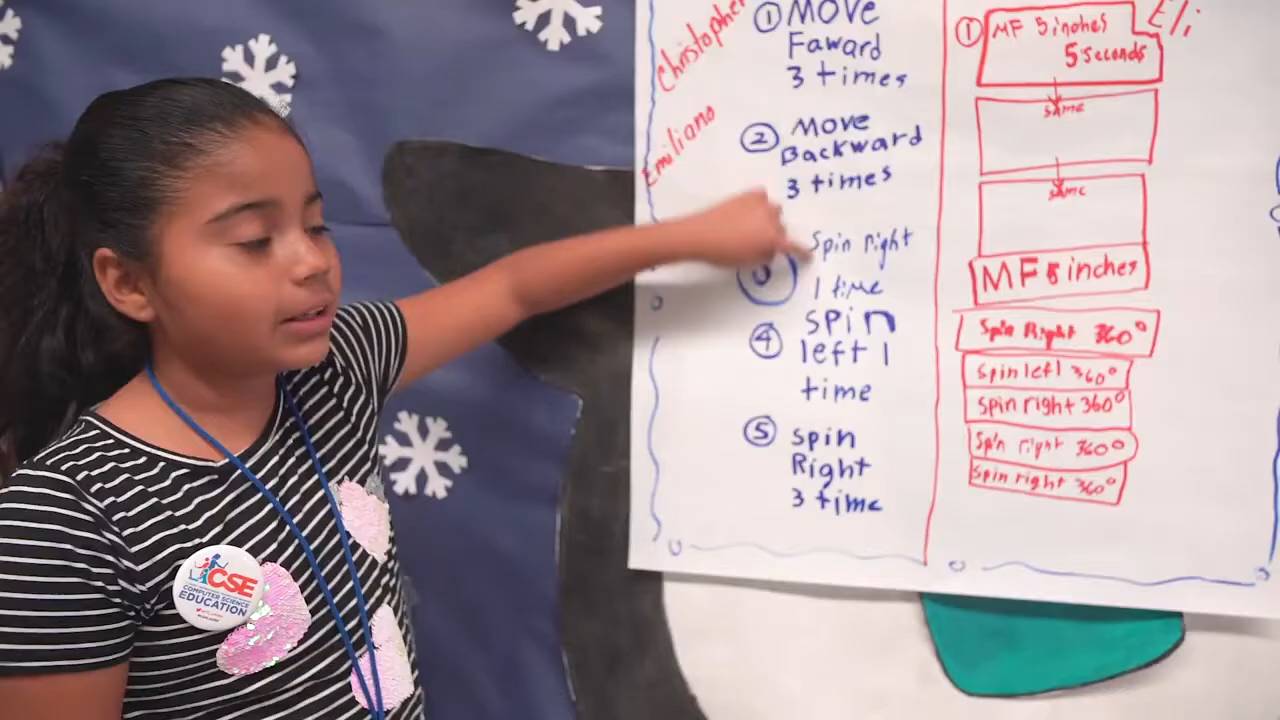 Christopher
Emiliano
① MOVE
Faward
3 times
② Move
Backward
3 times
3 Spin right
1 time
④ spin
left 1
time
⑤ spin
Right
3 time
Eli
① MF 5 inches
5 seconds
same
same
MF 5 inches
Spin Right 360°
Spin left 360°
Spin right 360°
Spin right 360°
Spin right 360°
CSE
COMPUTER SCIENCE
EDUCATION